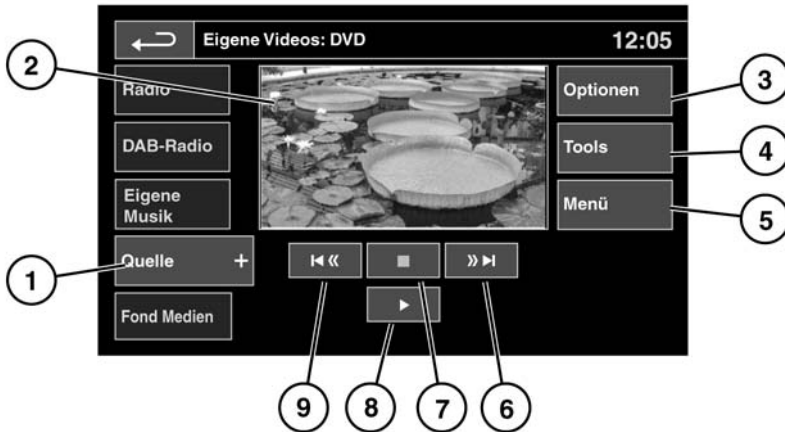 Eigene Videos: DVD
12:05
Radio
DAB-Radio
Eigene
Musik
Quelle +
Fond Medien
Optionen
Tools
Menü
1
2
3
4
5
6
7
8
9